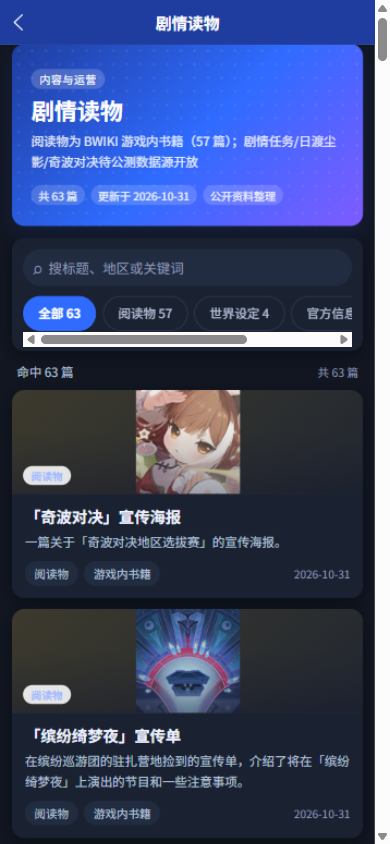 剧情读物
内容与运营
剧情读物
阅读物为 BWIKI 游戏内书籍（57 篇）；剧情任务/日渡尘
影/奇波对决待公测数据源开放
共 63 篇
更新于 2026-10-31
公开资料整理
搜标题、地区或关键词
全部 63
阅读物 57
世界设定 4
官方信息
命中 63 篇
共 63 篇
阅读物
「奇波对决」宣传海报
一篇关于「奇波对决地区选拔赛」的宣传海报。
阅读物
游戏内书籍
2026-10-31
阅读物
「缤纷绮梦夜」宣传单
在缤纷巡游团的驻扎营地捡到的宣传单，介绍了将在「缤纷
绮梦夜」上演出的节目和一些注意事项。
阅读物
游戏内书籍
2026-10-31